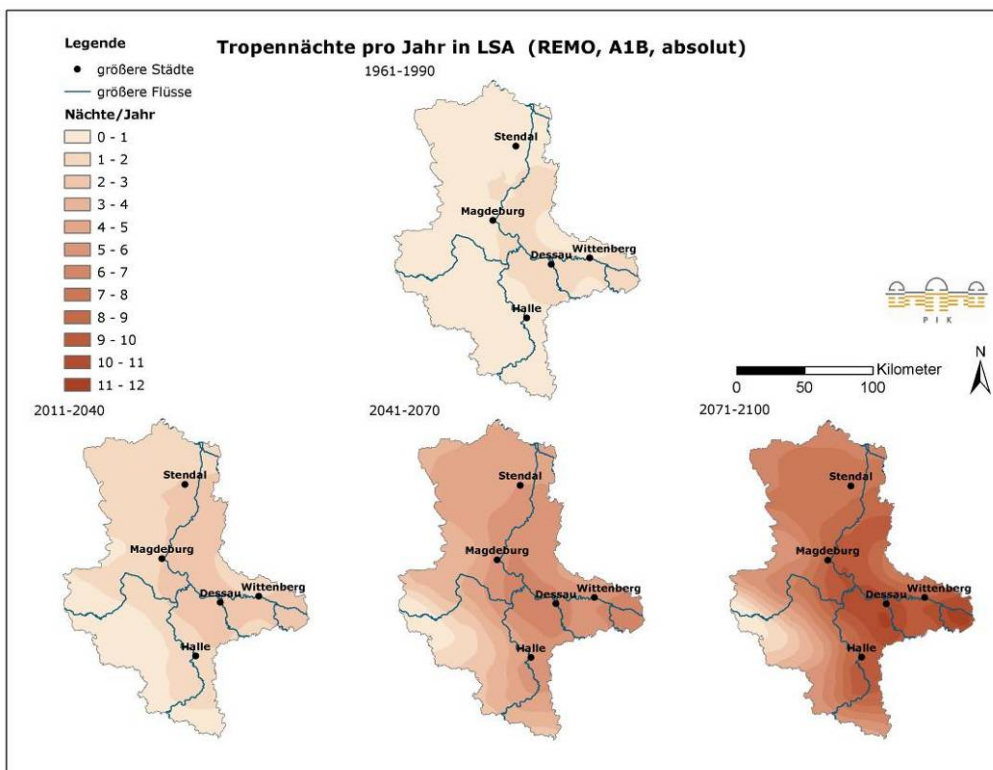 Tropennächte pro Jahr in LSA (REMO, A1B, absolut)
Legende
größere Städte
größere Flüsse
Nächte/Jahr
0 - 1
1 - 2
2 - 3
3 - 4
4 - 5
5 - 6
6 - 7
7 - 8
8 - 9
9 - 10
10 - 11
11 - 12
1961-1990
Stendal
Magdeburg
Wittenberg
Dessau
Halle
P I K
N
Kilometer
0 50 100
2011-2040
Stendal
Magdeburg
Wittenberg
Dessau
Halle
2041-2070
Stendal
Magdeburg
Wittenberg
Dessau
Halle
2071-2100
Stendal
Magdeburg
Wittenberg
Dessau
Halle